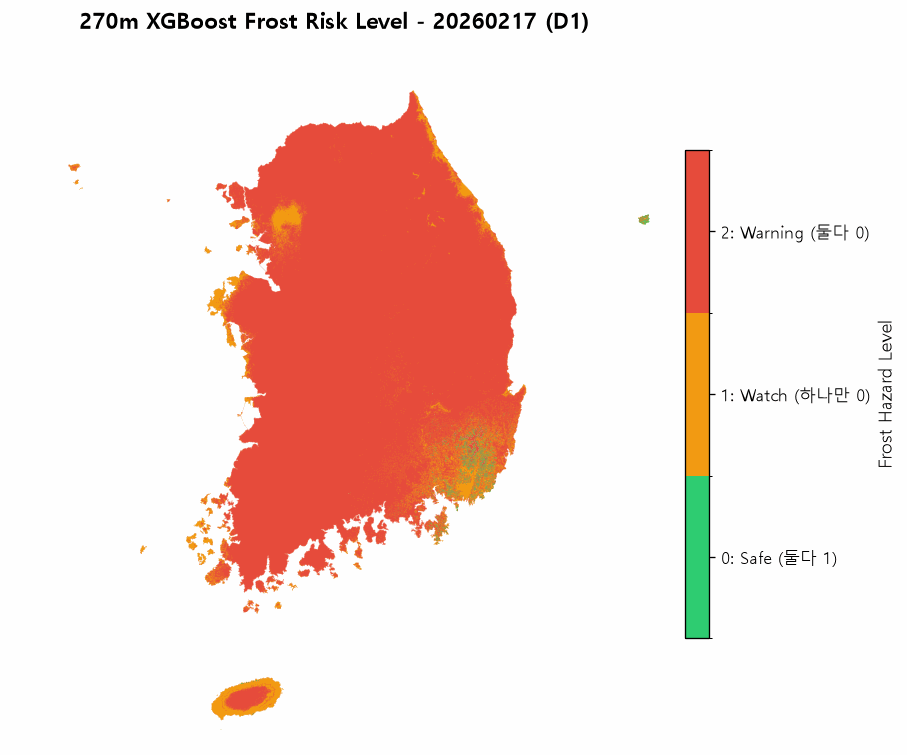 270m XGBoost Frost Risk Level - 20260217 (D1)
2: Warning (둘다 0)
1: Watch (하나만 0)
0: Safe (둘다 1)
Frost Hazard Level